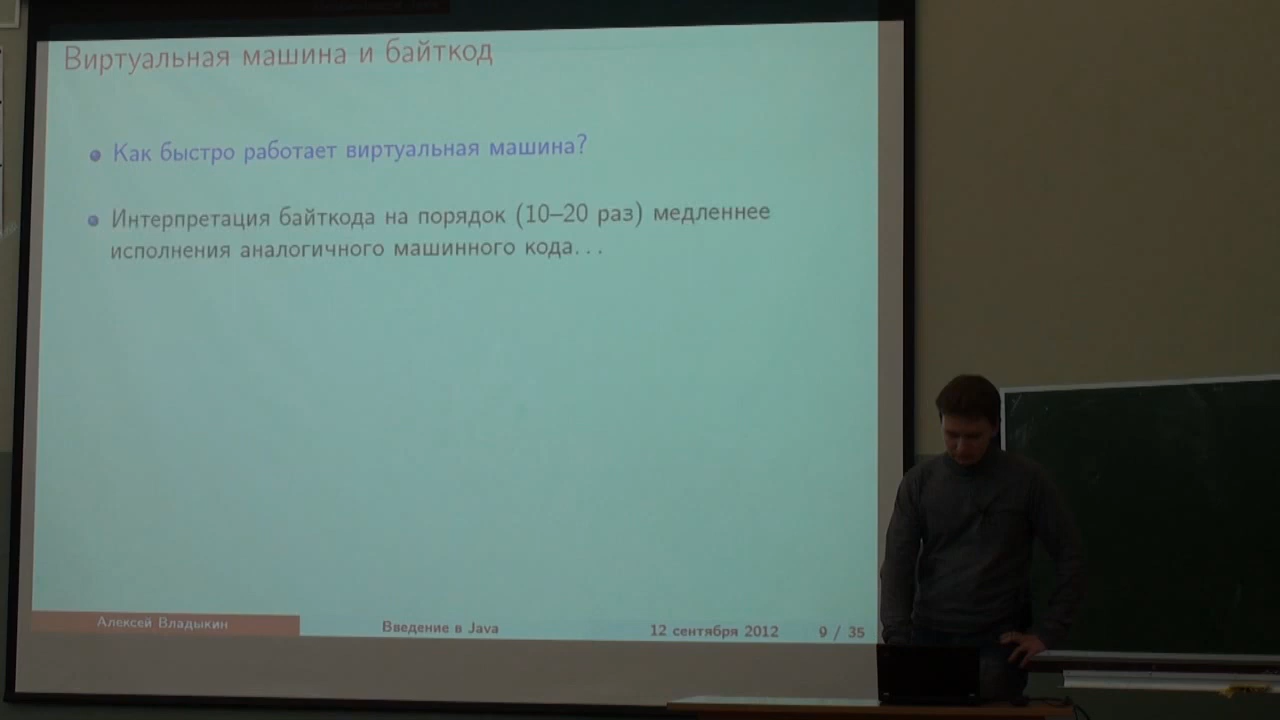 Виртуальная машина и байткод
Как быстро работает виртуальная машина?
Интерпретация байткода на порядок (10–20 раз) медленнее
исполнения аналогичного машинного кода...
Алексей Владыкин
Введение в Java
12 сентября 2012
9 / 35